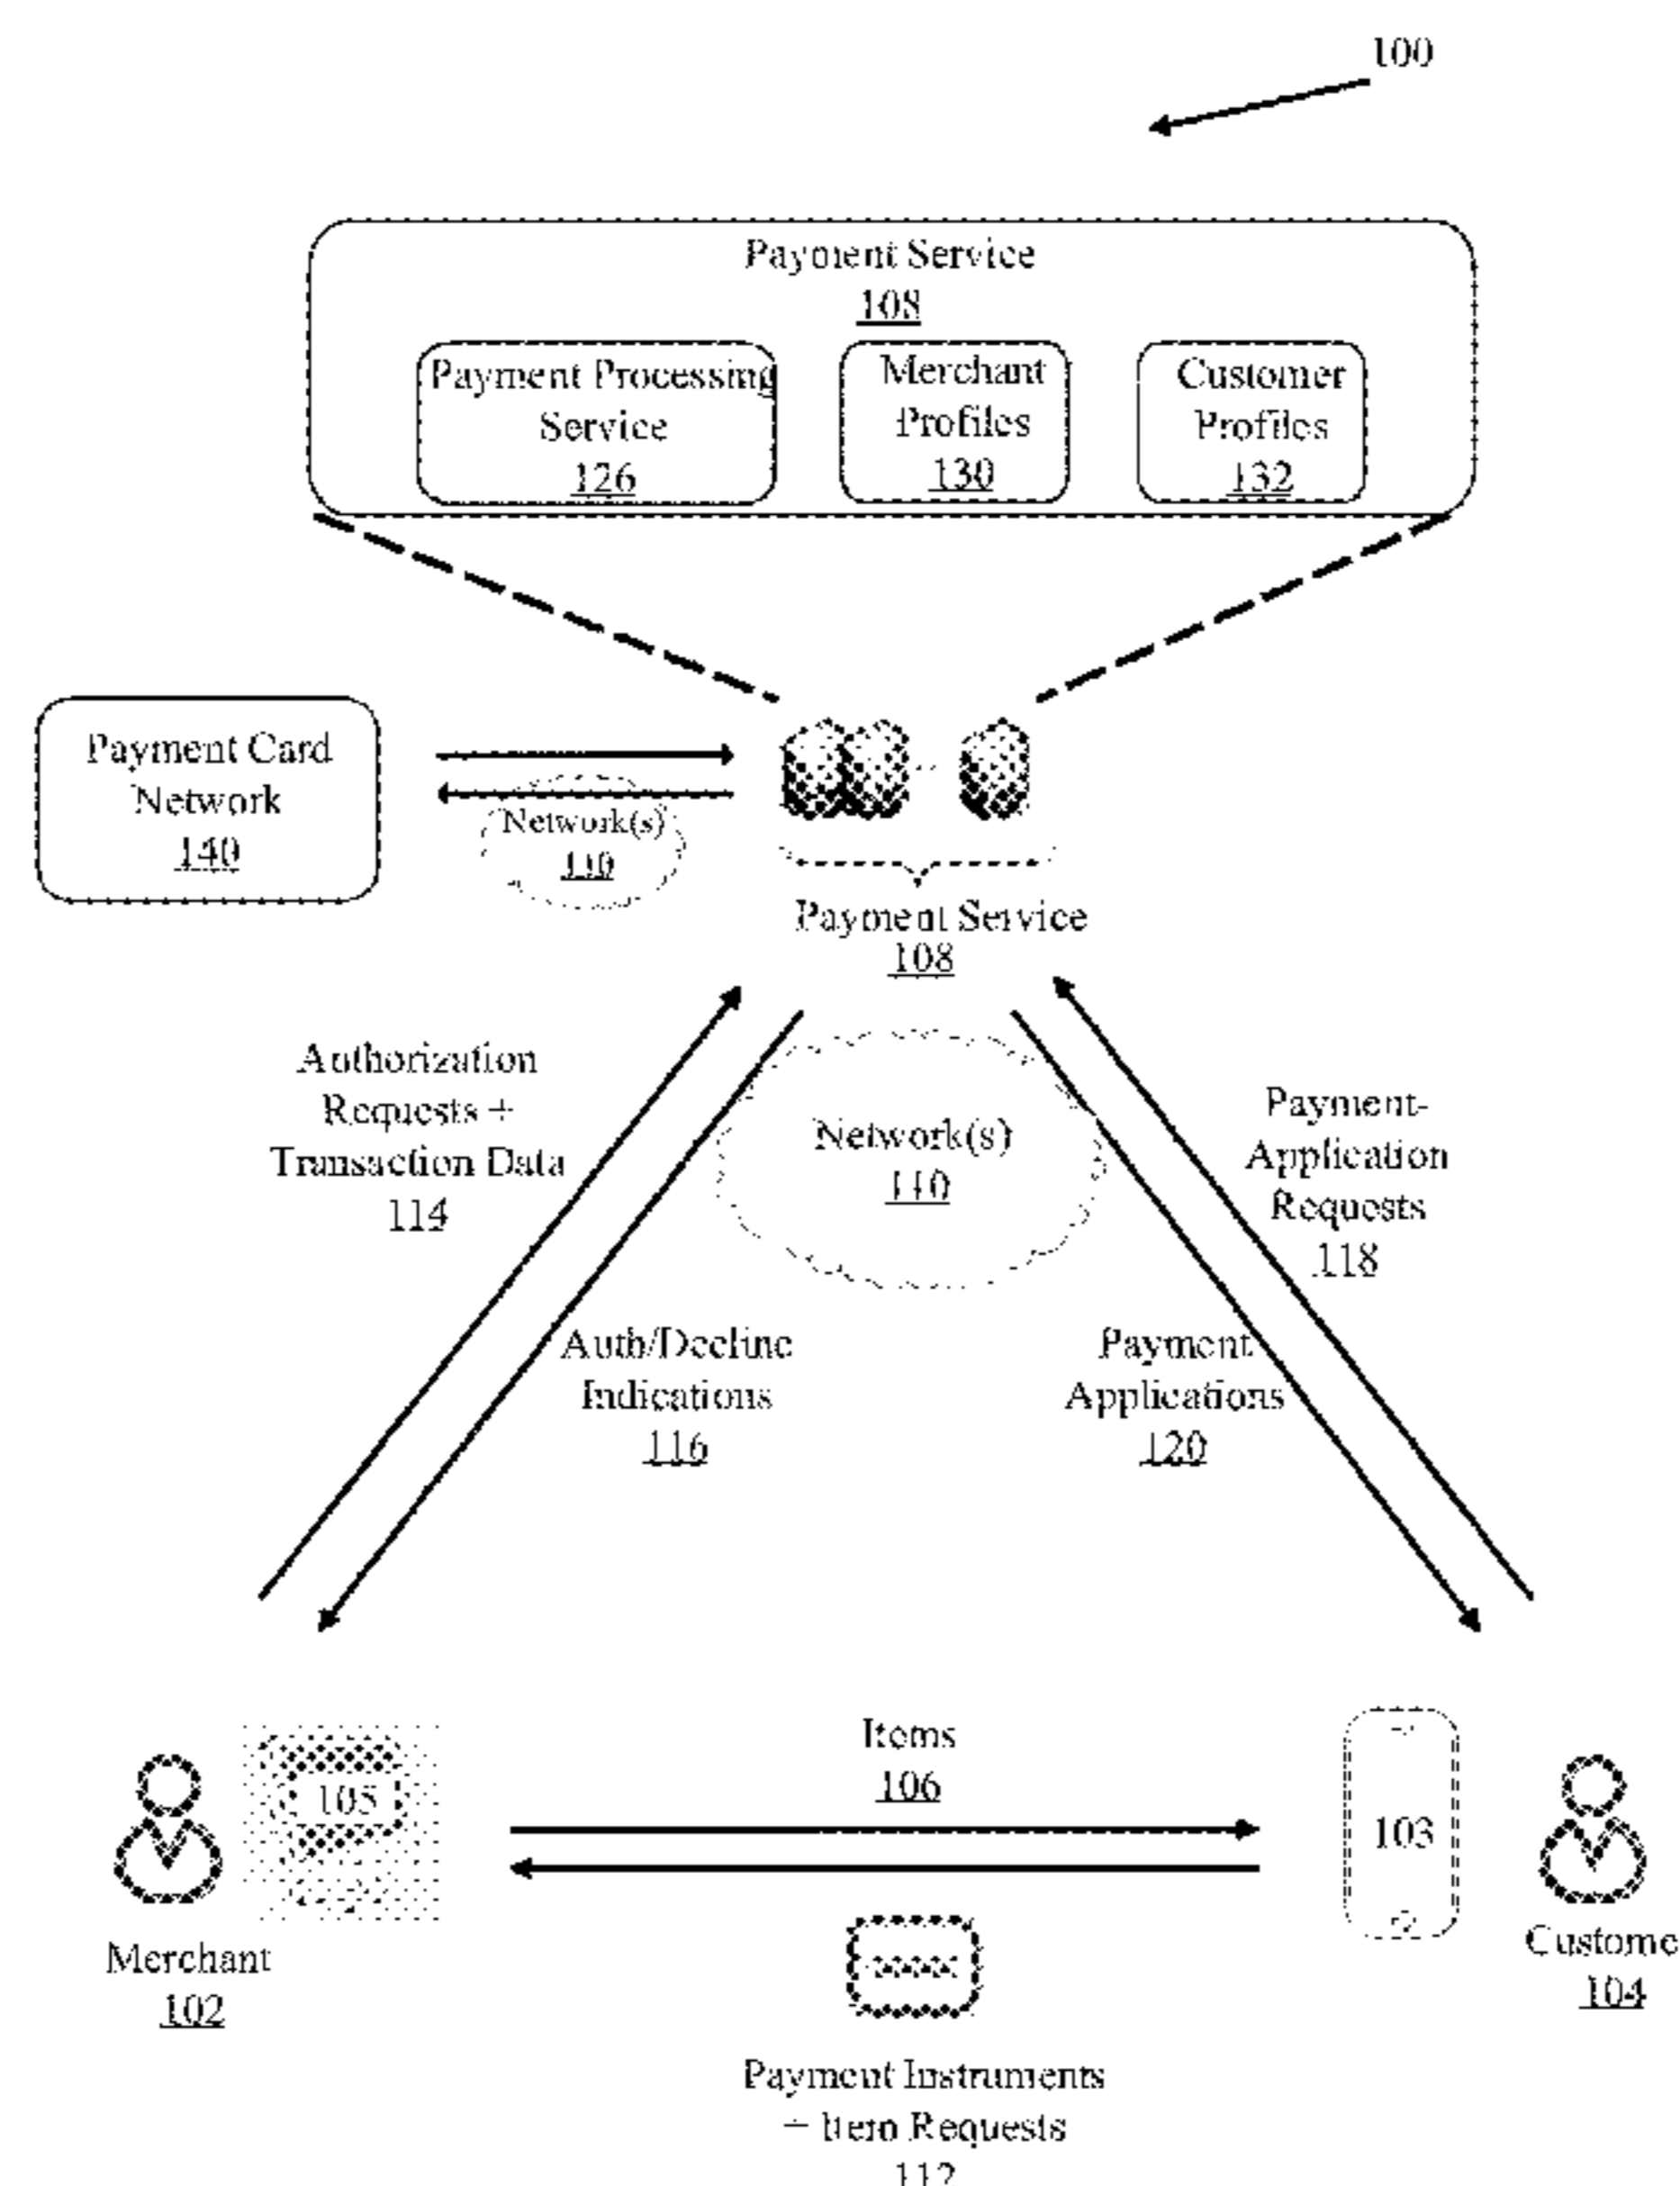 100
Payment Service
108
Payment Processing
Service
126
Merchant
Profiles
130
Customer
Profiles
132
Payment Card
Network
140
Network(s)
110
Payment Service
108
Authorization
Requests +
Transaction Data
114
Network(s)
110
Payment-
Application
Requests
118
Auth/Decline
Indications
116
Payment
Applications
120
Items
106
105
103
Merchant
102
Custome
104
Payment Instruments
+ Item Requests
112